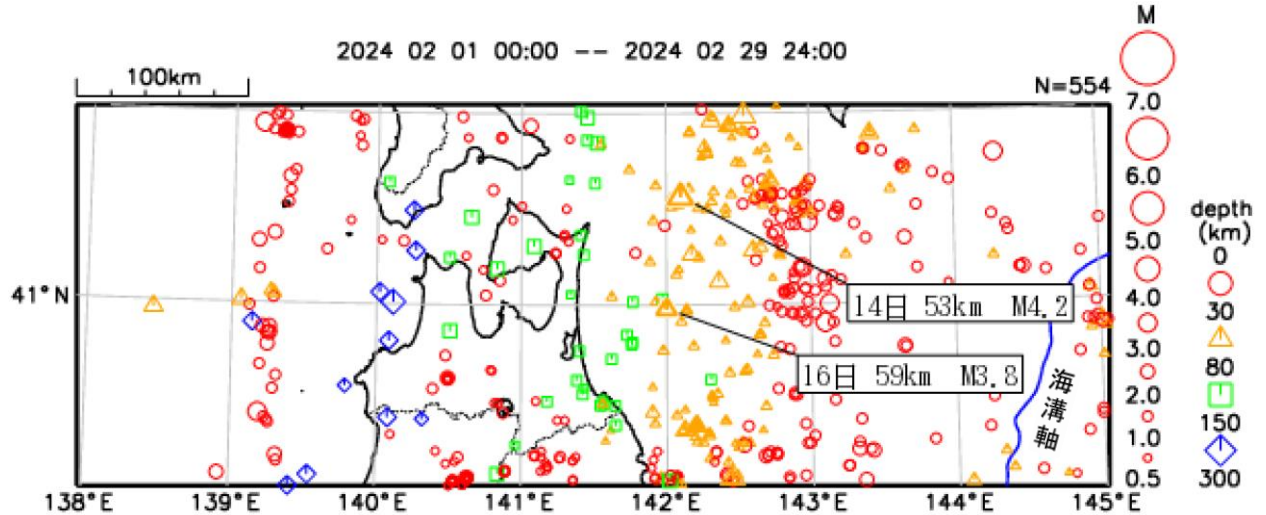 M
2024 02 01 00:00 -- 2024 02 29 24:00
100km
N=554
7.0
6.0
5.0
4.0
3.0
2.0
1.0
0.5
depth
(km)
0
30
80
150
300
41°N
14日 53km M4.2
16日 59km M3.8
海溝軸
138°E
139°E
140°E
141°E
142°E
143°E
144°E
145°E